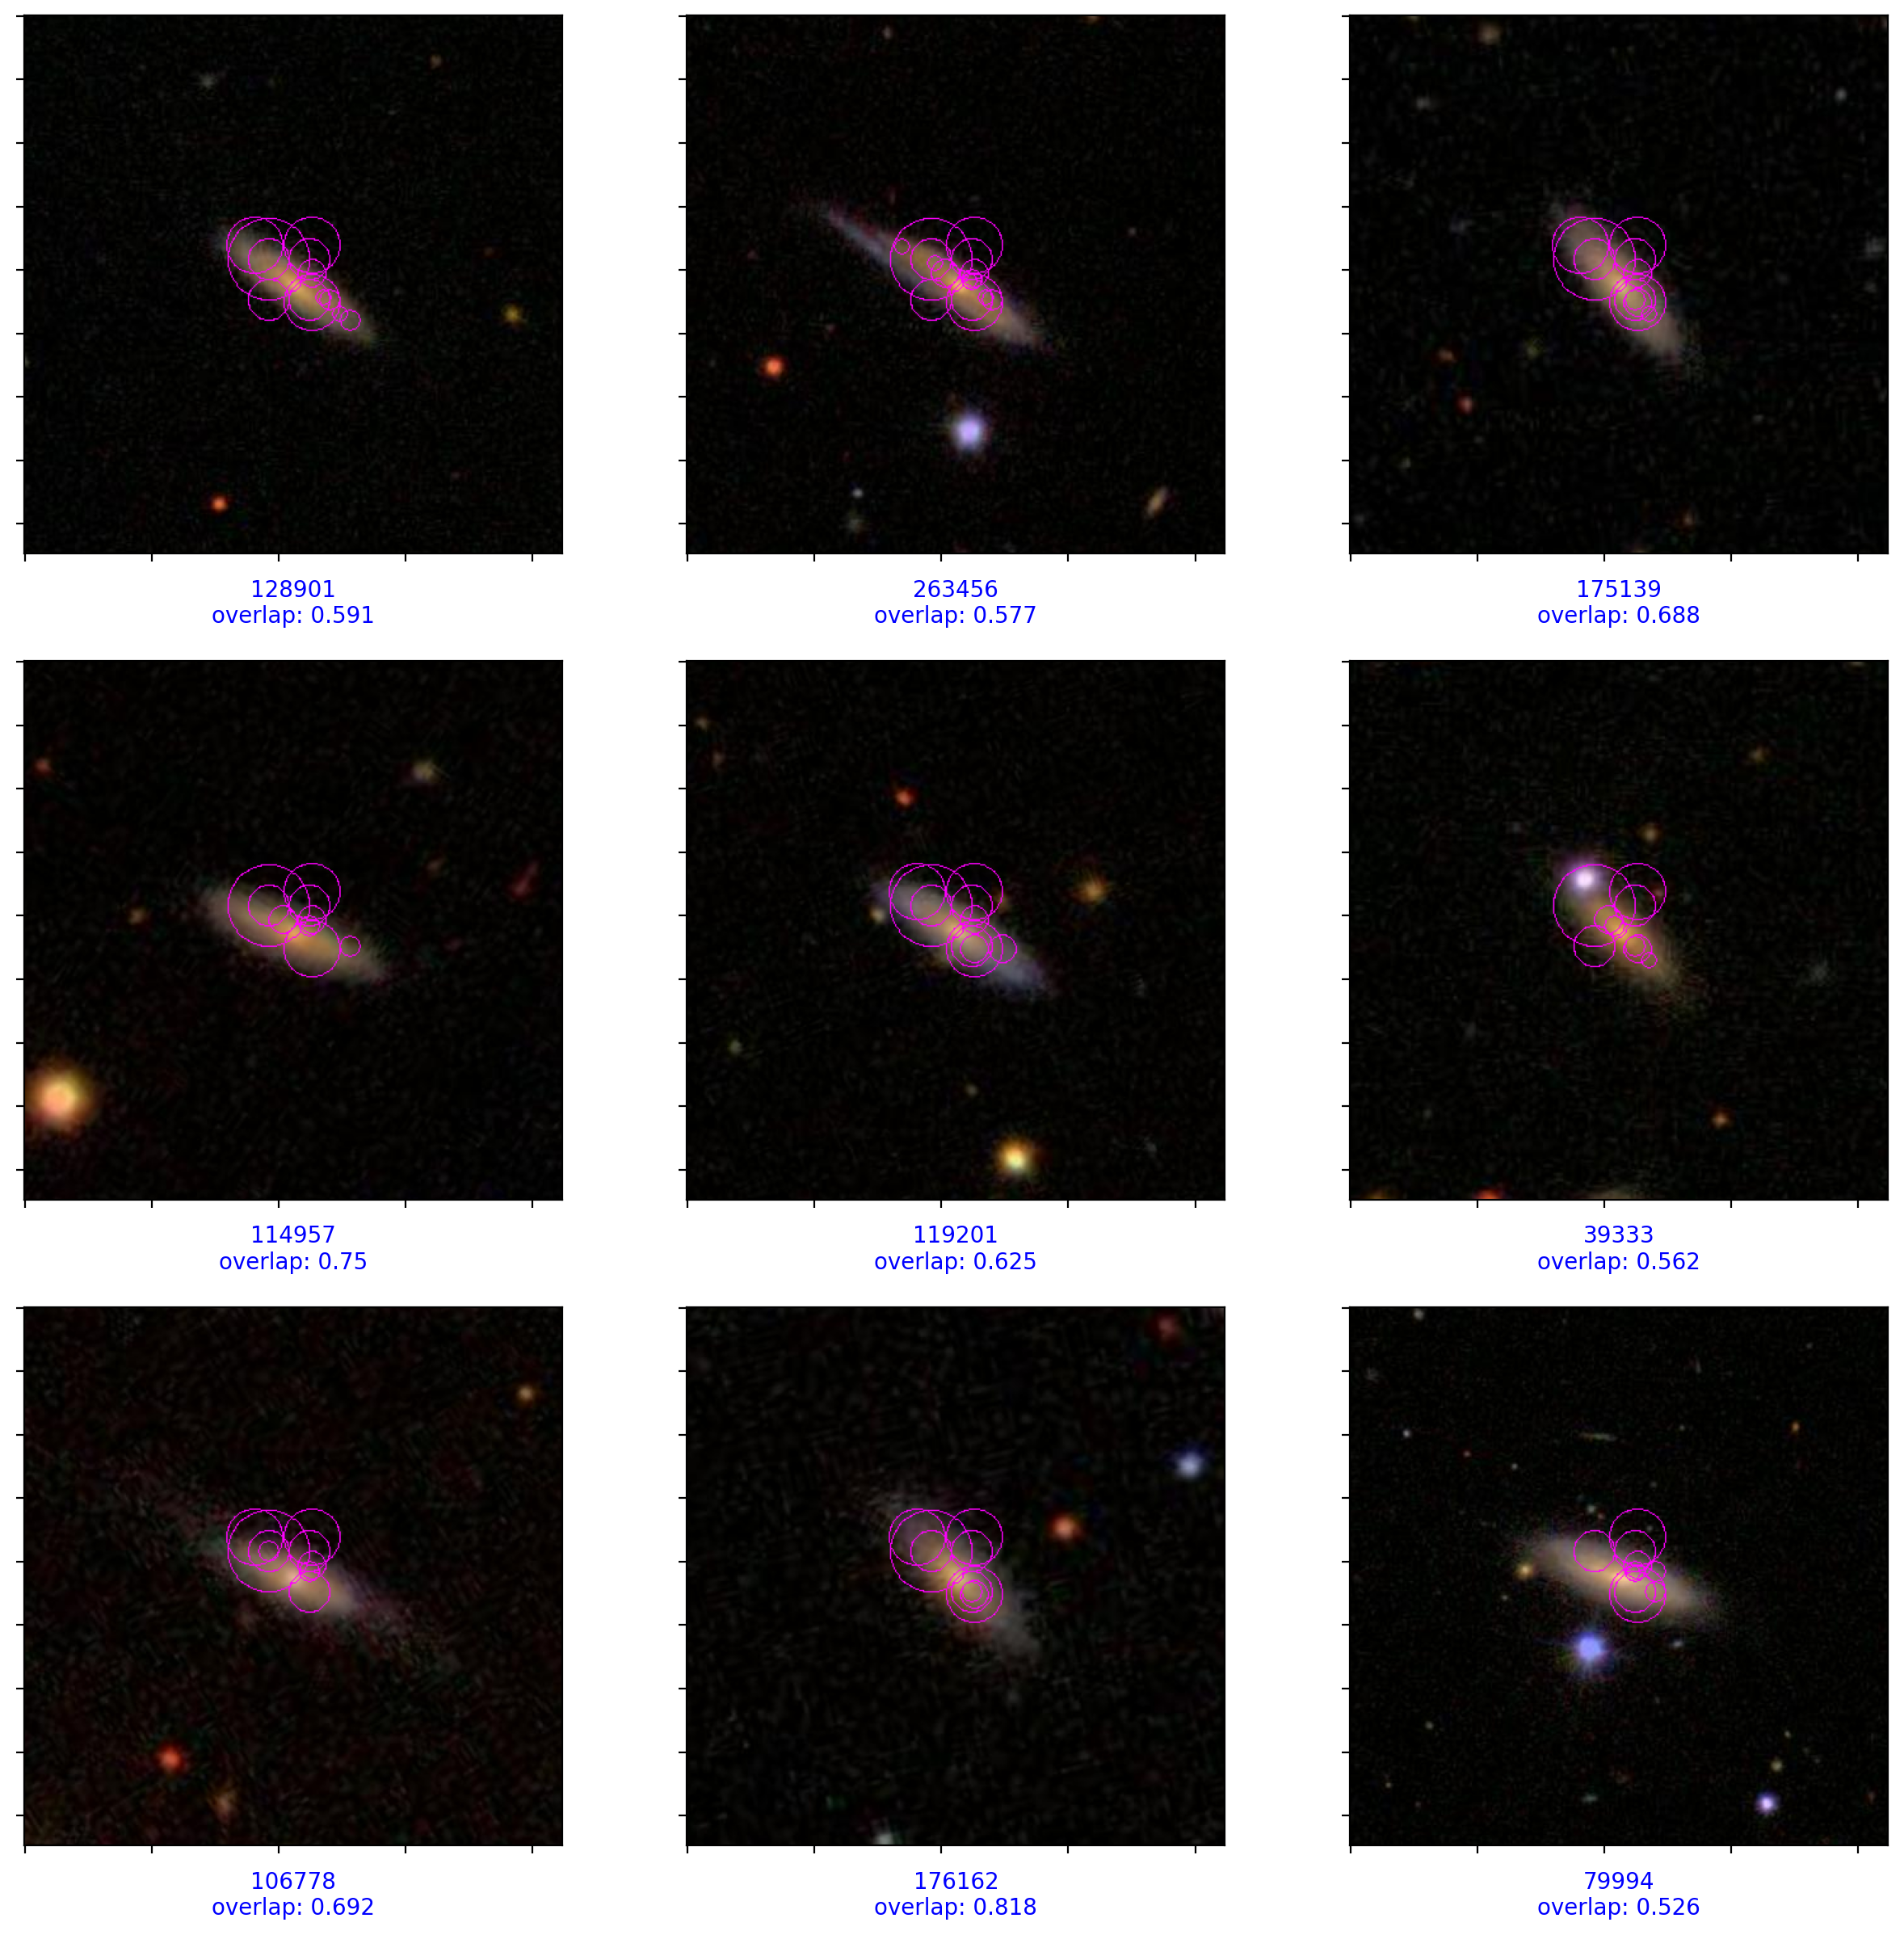 128901
overlap: 0.591
263456
overlap: 0.577
175139
overlap: 0.688
114957
overlap: 0.75
119201
overlap: 0.625
39333
overlap: 0.562
106778
overlap: 0.692
176162
overlap: 0.818
79994
overlap: 0.526